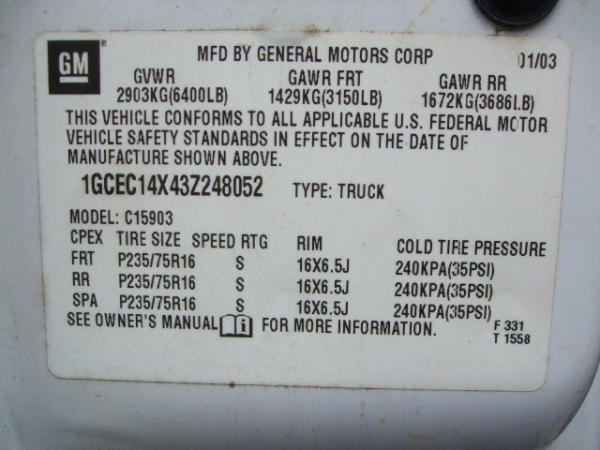 GM
MFD BY GENERAL MOTORS CORP 01/03
GVWR GAWR FRT GAWR RR
2903KG(6400LB) 1429KG(3150LB) 1672KG(3686LB)
THIS VEHICLE CONFORMS TO ALL APPLICABLE U.S. FEDERAL MOTOR
VEHICLE SAFETY STANDARDS IN EFFECT ON THE DATE OF
MANUFACTURE SHOWN ABOVE.
1GCEC14X43Z248052 TYPE: TRUCK
MODEL: C15903
CPEX TIRE SIZE SPEED RTG RIM COLD TIRE PRESSURE
FRT P235/75R16 S 16X6.5J 240KPA(35PSI)
RR P235/75R16 S 16X6.5J 240KPA(35PSI)
SPA P235/75R16 S 16X6.5J 240KPA(35PSI)
SEE OWNER'S MANUAL i FOR MORE INFORMATION. F 331
T 1558